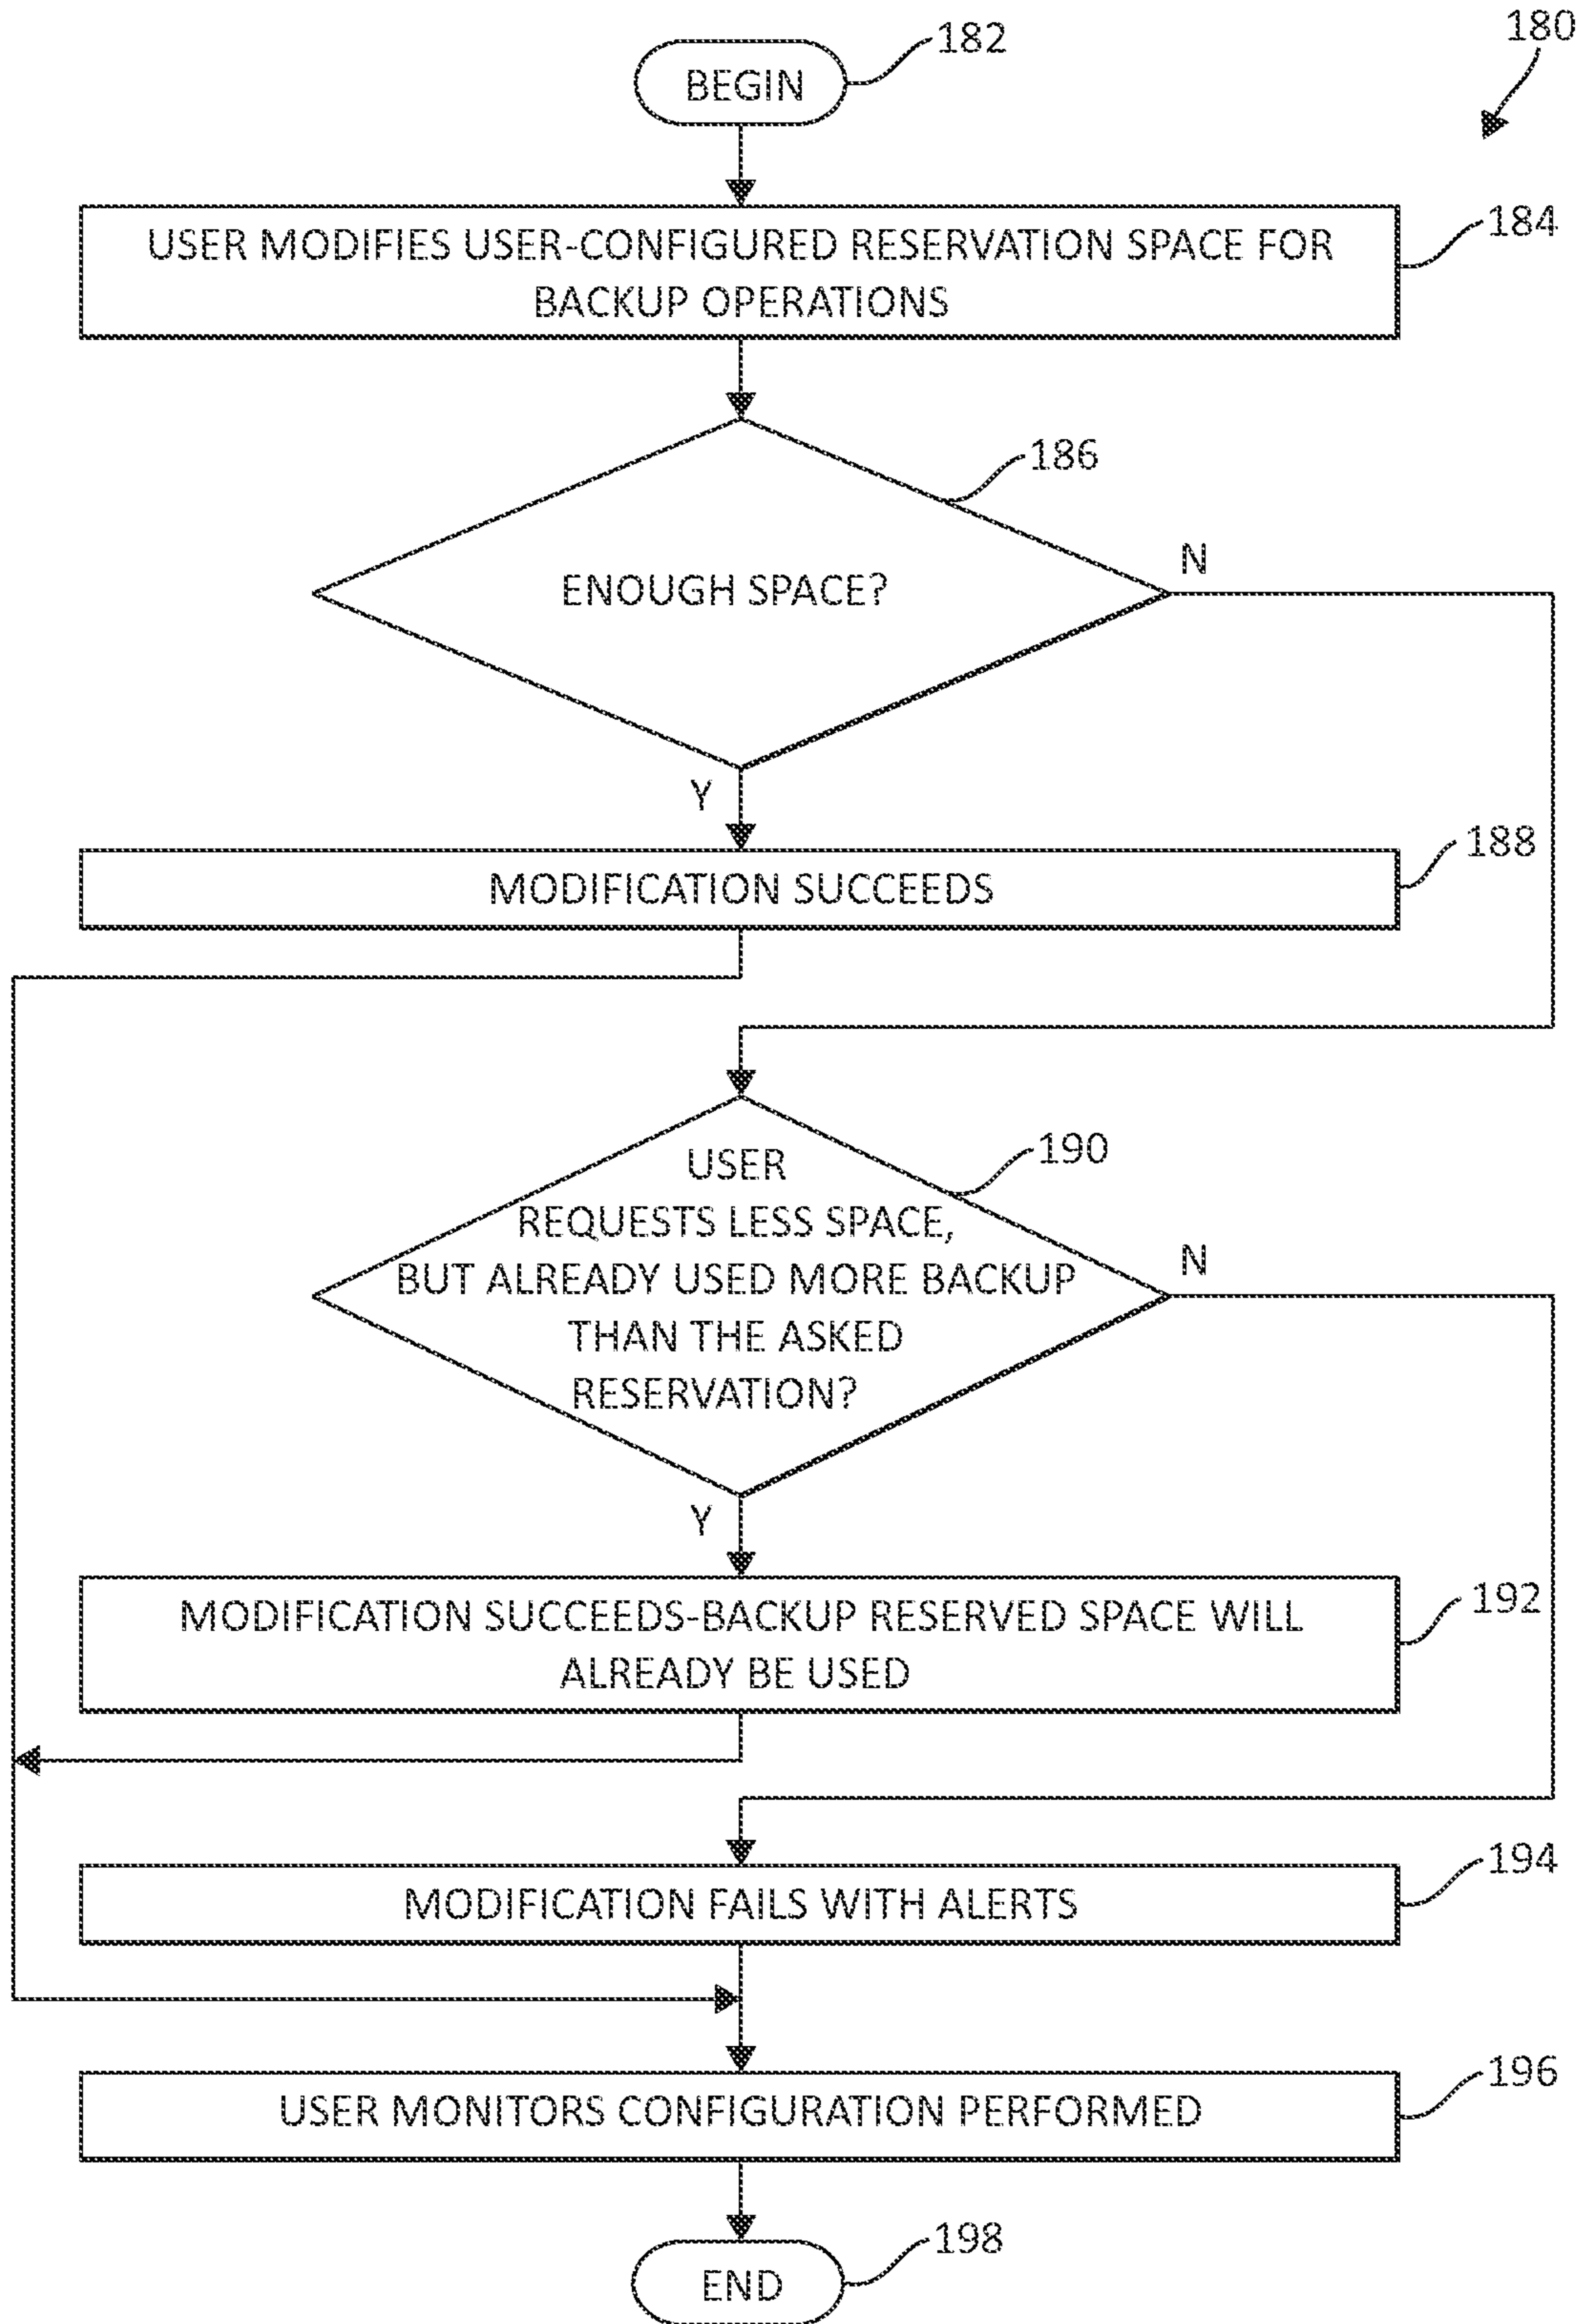 180
BEGIN
182
USER MODIFIES USER-CONFIGURED RESERVATION SPACE FOR
BACKUP OPERATIONS
184
186
ENOUGH SPACE?
N
Y
188
MODIFICATION SUCCEEDS
190
USER
REQUESTS LESS SPACE,
BUT ALREADY USED MORE BACKUP
THAN THE ASKED
RESERVATION?
N
Y
192
MODIFICATION SUCCEEDS-BACKUP RESERVED SPACE WILL
ALREADY BE USED
194
MODIFICATION FAILS WITH ALERTS
196
USER MONITORS CONFIGURATION PERFORMED
198
END